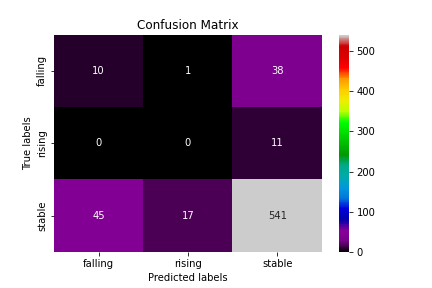 Confusion Matrix
True labels
falling
rising
stable
10 1 38
0 0 11
45 17 541
falling rising stable
Predicted labels
500
400
300
200
100
0